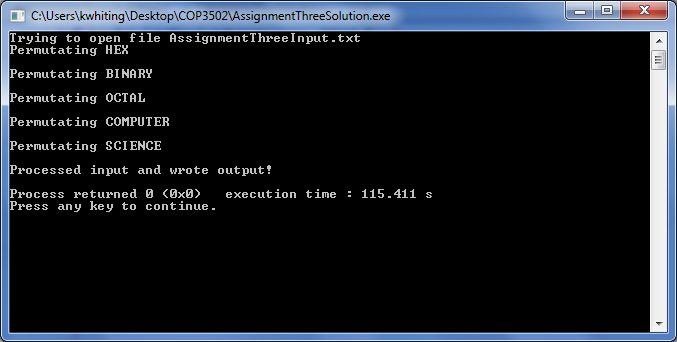 C:\Users\kwhiting\Desktop\COP3502\AssignmentThreeSolution.exe
Trying to open file AssignmentThreeInput.txt
Permutating HEX
Permutating BINARY
Permutating OCTAL
Permutating COMPUTER
Permutating SCIENCE
Processed input and wrote output!
Process returned 0 (0x0)   execution time : 115.411 s
Press any key to continue.